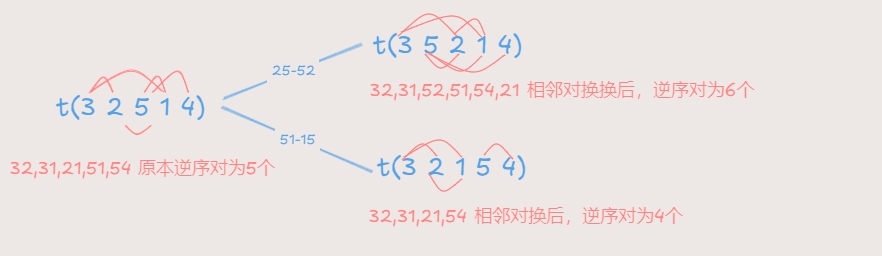 t(3 5 2 1 4)
25-52
32,31,52,51,54,21 相邻对换换后，逆序对为6个
t(3 2 5 1 4)
51-15
32,31,21,51,54 原本逆序对为5个
t(3 2 1 5 4)
32,31,21,54 相邻对换后，逆序对为4个